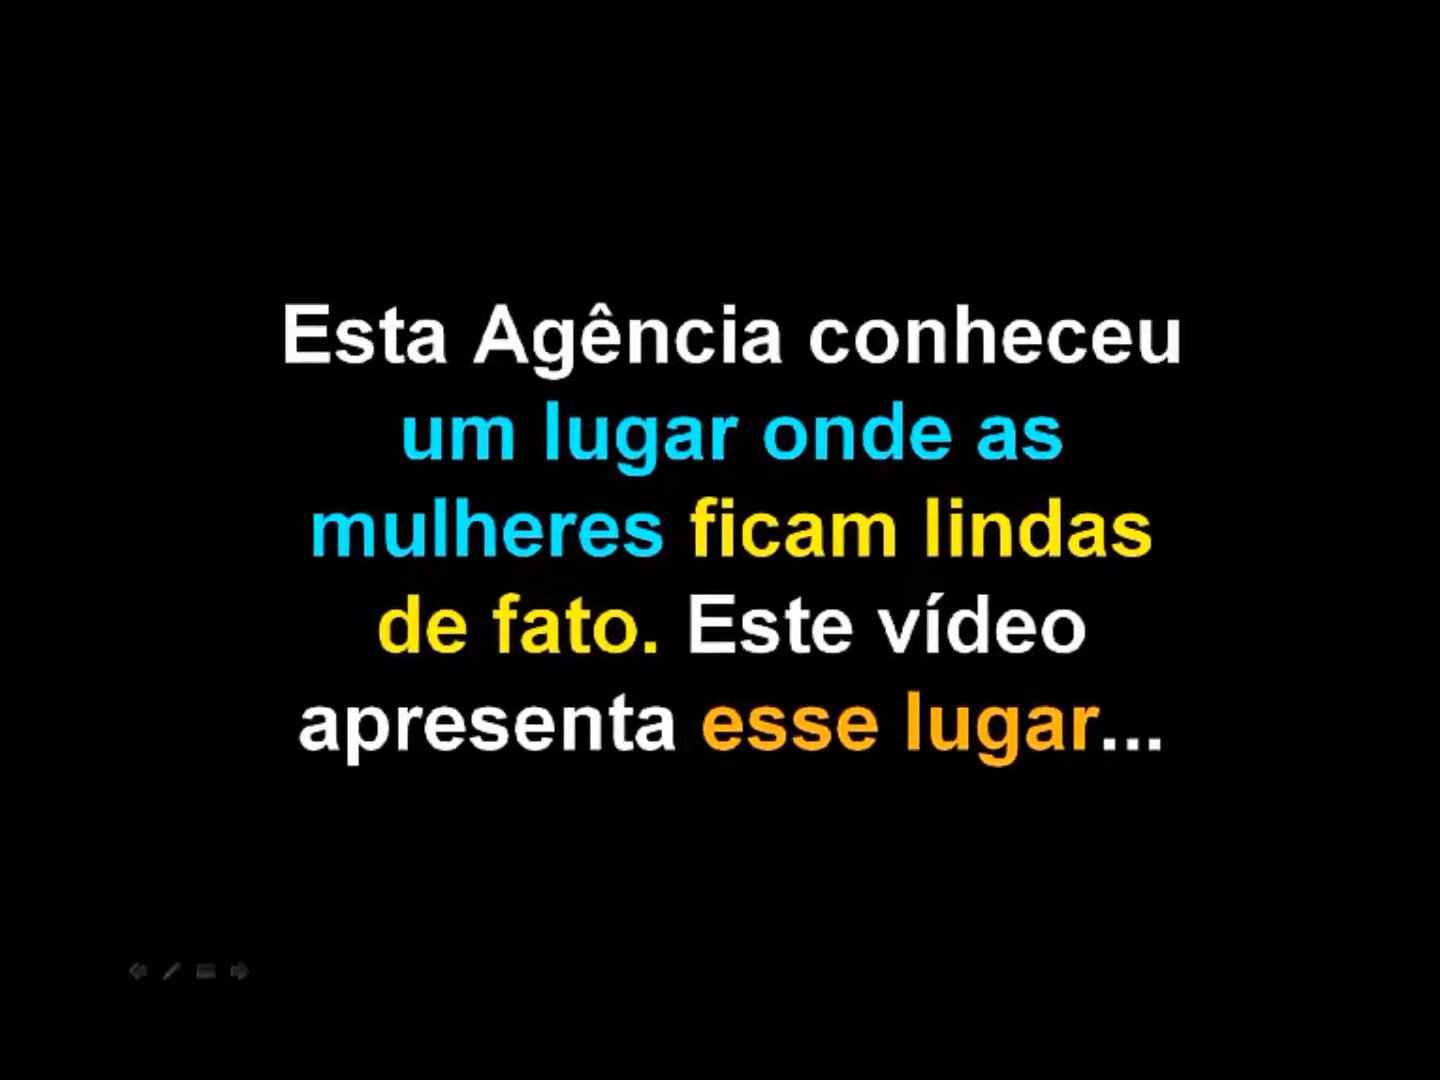 Esta Agência conheceu
um lugar onde as
mulheres ficam lindas
de fato. Este vídeo
apresenta esse lugar...